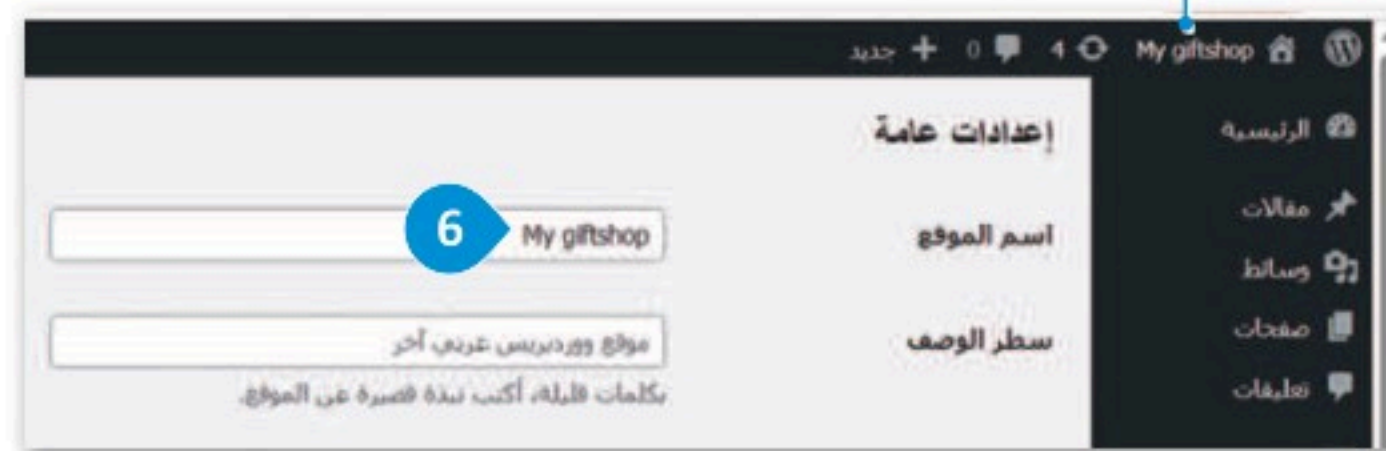 My giftshop 4 0 جديد
الرئيسية
مقالات
وسائط
صفحات
تعليقات
إعدادات عامة
اسم الموقع
My giftshop
6
سطر الوصف
موقع ووردبريس عربي آخر
بكلمات قليلة، أكتب نبذة قصيرة عن الموقع.